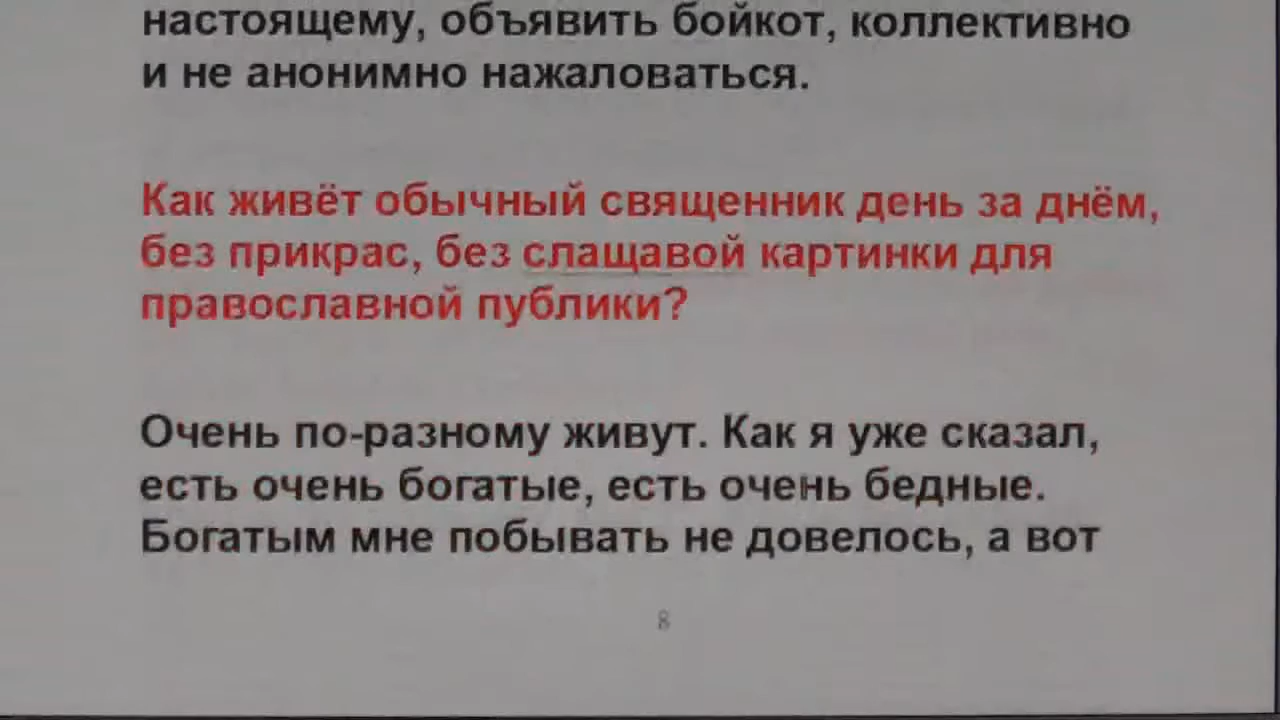 настоящему, объявить бойкот, коллективно
и не анонимно нажаловаться.
Как живёт обычный священник день за днём,
без прикрас, без слащавой картинки для
православной публики?
Очень по-разному живут. Как я уже сказал,
есть очень богатые, есть очень бедные.
Богатым мне побывать не довелось, а вот
8